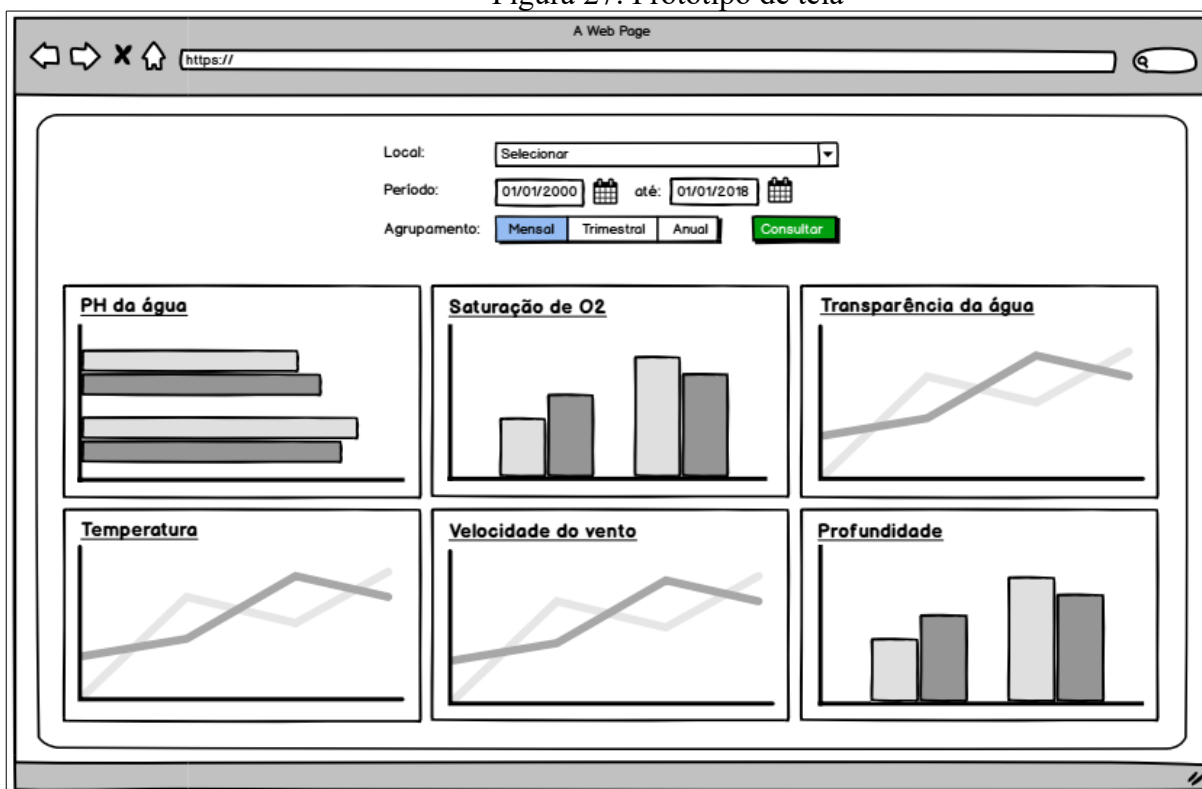 Figura 27: Protótipo de tela
A Web Page
https://
Local: Selecionar
Período: 01/01/2000 até: 01/01/2018
Agrupamento: Mensal Trimestral Anual Consultar
PH da água Saturação de O2 Transparência da água
Temperatura Velocidade do vento Profundidade